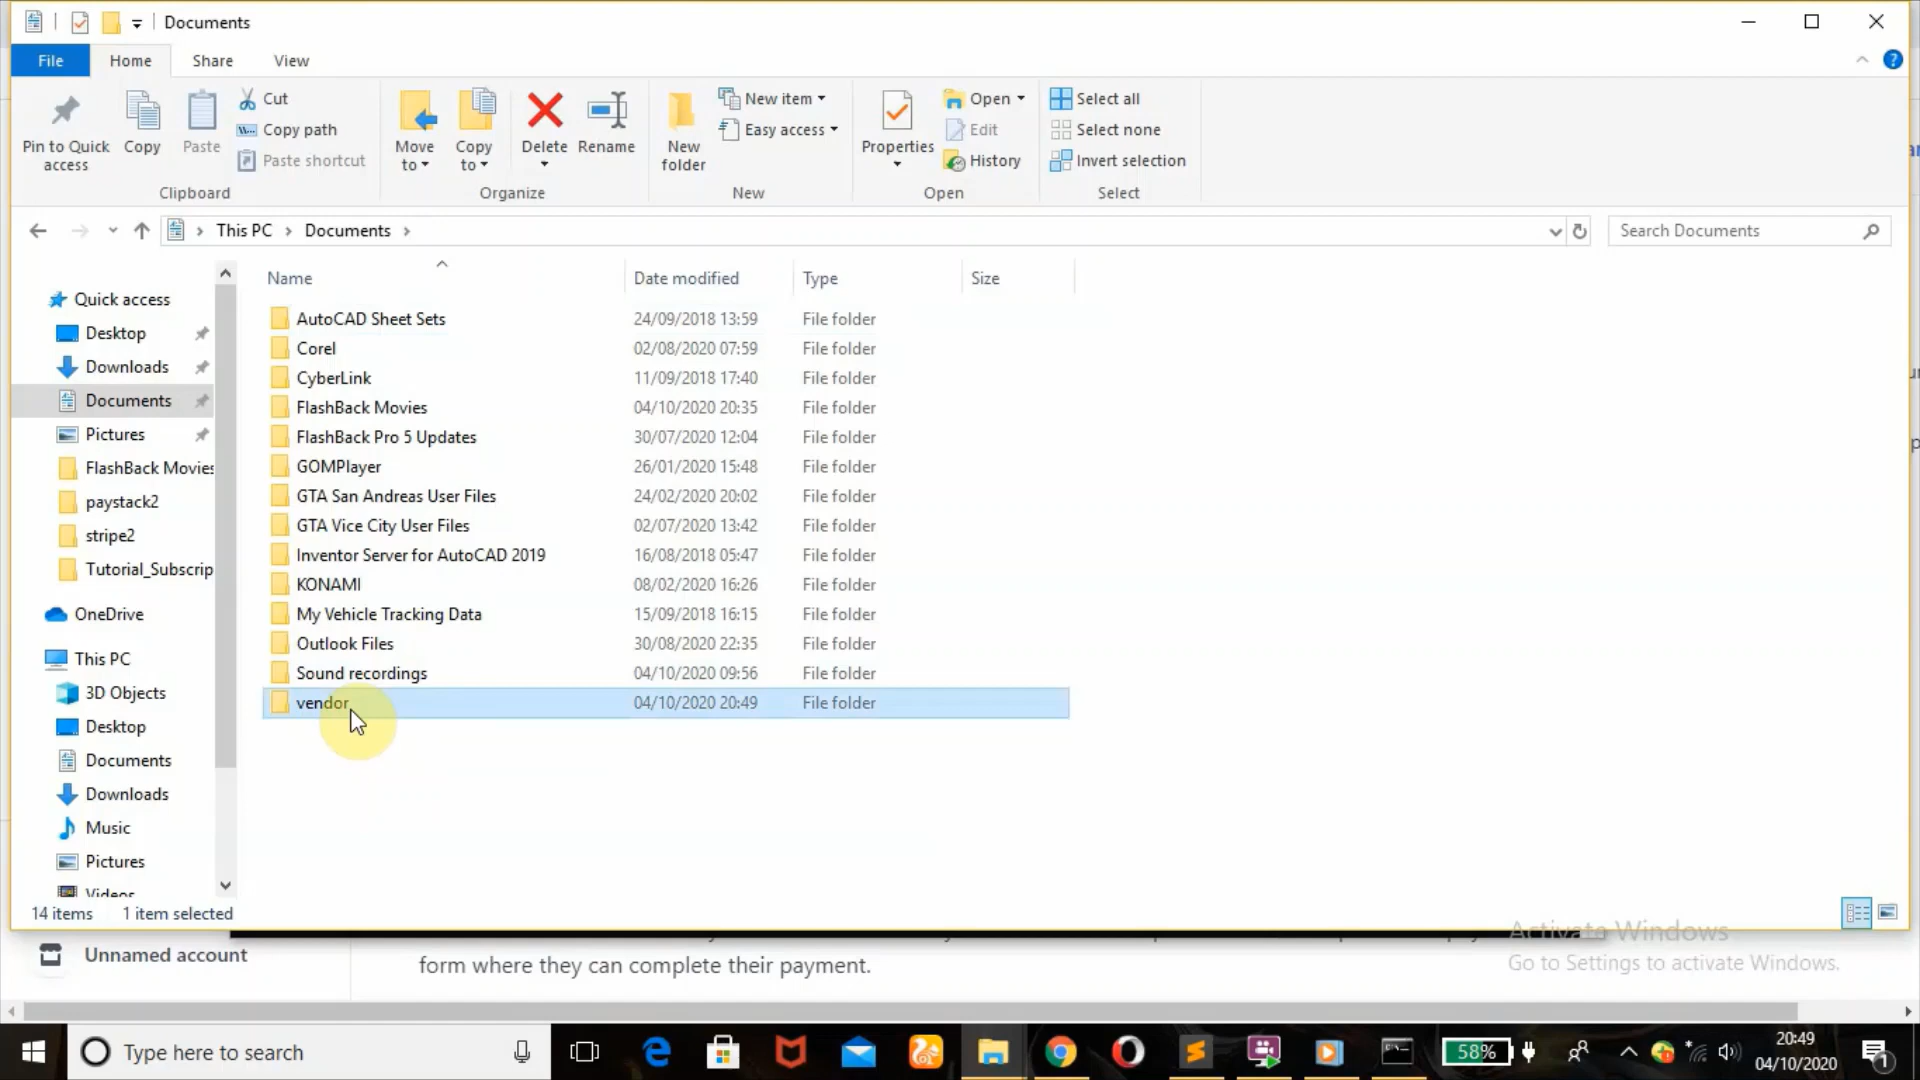 Documents
File Home Share View
Pin to Quick access
Copy
Paste
Cut
Copy path
Paste shortcut
Clipboard
Move to
Copy to
Delete
Rename
Organize
New folder
New item
Easy access
New
Properties
Open
Edit
History
Open
Select all
Select none
Invert selection
Select
This PC Documents
Search Documents
Name Date modified Type Size
Quick access
Desktop
Downloads
Documents
Pictures
FlashBack Movies
paystack2
stripe2
Tutorial_Subscrip
OneDrive
This PC
3D Objects
Desktop
Documents
Downloads
Music
Pictures
Videos
AutoCAD Sheet Sets 24/09/2018 13:59 File folder
Corel 02/08/2020 07:59 File folder
CyberLink 11/09/2018 17:40 File folder
FlashBack Movies 04/10/2020 20:35 File folder
FlashBack Pro 5 Updates 30/07/2020 12:04 File folder
GOMPlayer 26/01/2020 15:48 File folder
GTA San Andreas User Files 24/02/2020 20:02 File folder
GTA Vice City User Files 02/07/2020 13:42 File folder
Inventor Server for AutoCAD 2019 16/08/2018 05:47 File folder
KONAMI 08/02/2020 16:26 File folder
My Vehicle Tracking Data 15/09/2018 16:15 File folder
Outlook Files 30/08/2020 22:35 File folder
Sound recordings 04/10/2020 09:56 File folder
vendor 04/10/2020 20:49 File folder
14 items 1 item selected
Activate Windows
Go to Settings to activate Windows.
Unnamed account
form where they can complete their payment.
Type here to search
58%
20:49
04/10/2020
1